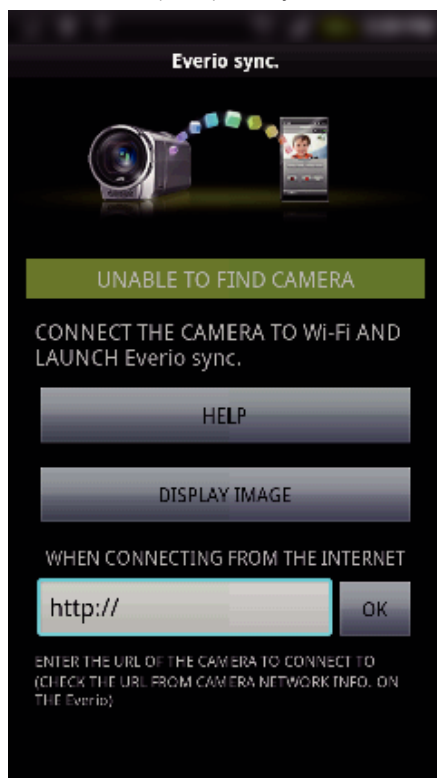 Everio sync.
UNABLE TO FIND CAMERA
CONNECT THE CAMERA TO Wi-Fi AND
LAUNCH Everio sync.
HELP
DISPLAY IMAGE
WHEN CONNECTING FROM THE INTERNET
http://
OK
ENTER THE URL OF THE CAMERA TO CONNECT TO
(CHECK THE URL FROM CAMERA NETWORK INFO. ON
THE Everio)